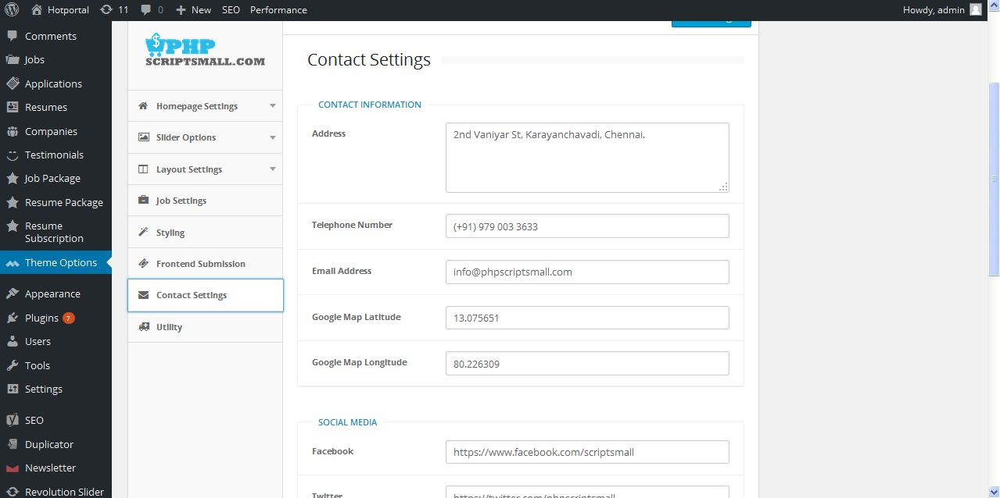 Hotportal 11 0 New SEO Performance Howdy, admin
Comments
Jobs
Applications
Resumes
Companies
Testimonials
Job Package
Resume Package
Resume
Subscription
Theme Options
Appearance
Plugins 7
Users
Tools
Settings
SEO
Duplicator
Newsletter
Revolution Slider
$PHP
SCRIPTSMALL.COM
Homepage Settings
Slider Options
Layout Settings
Job Settings
Styling
Frontend Submission
Contact Settings
Utility
Contact Settings
CONTACT INFORMATION
Address
2nd Vaniyar St, Karayanchavadi, Chennai.
Telephone Number
(+91) 979 003 3633
Email Address
info@phpscriptsmall.com
Google Map Latitude
13.075651
Google Map Longitude
80.226309
SOCIAL MEDIA
Facebook
https://www.facebook.com/scriptsmall
Twitter
https://twitter.com/phpscriptsmall